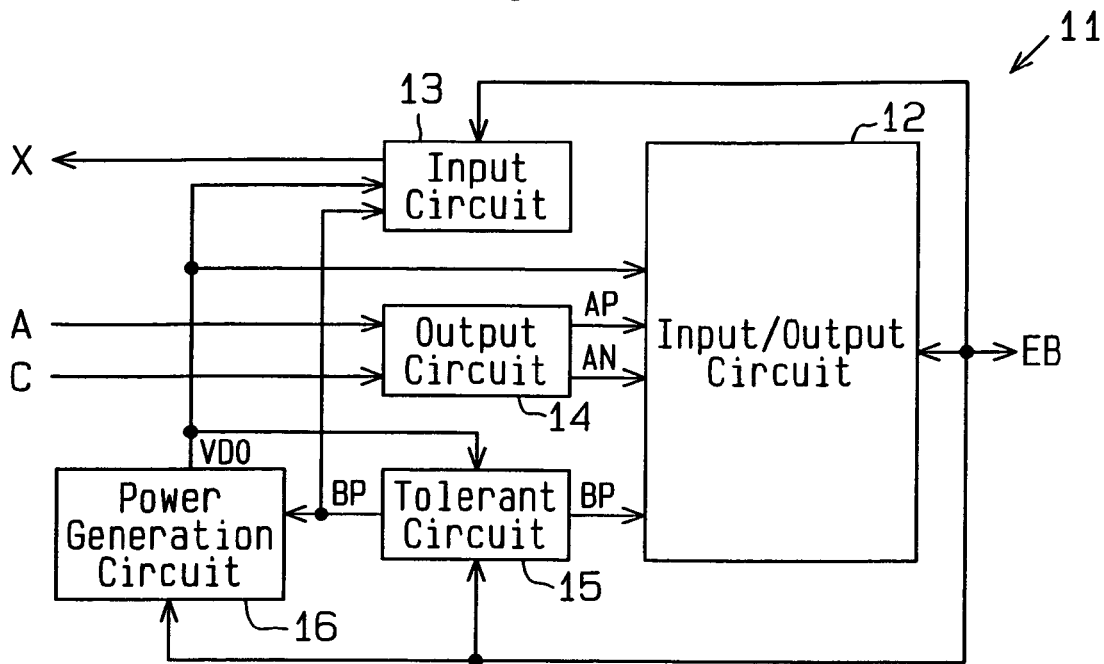 11
13
12
X
Input
Circuit
A
Output
Circuit
AP
AN
Input/Output
Circuit
EB
C
14
VDO
Power
Generation
Circuit
BP
Tolerant
Circuit
BP
15
16